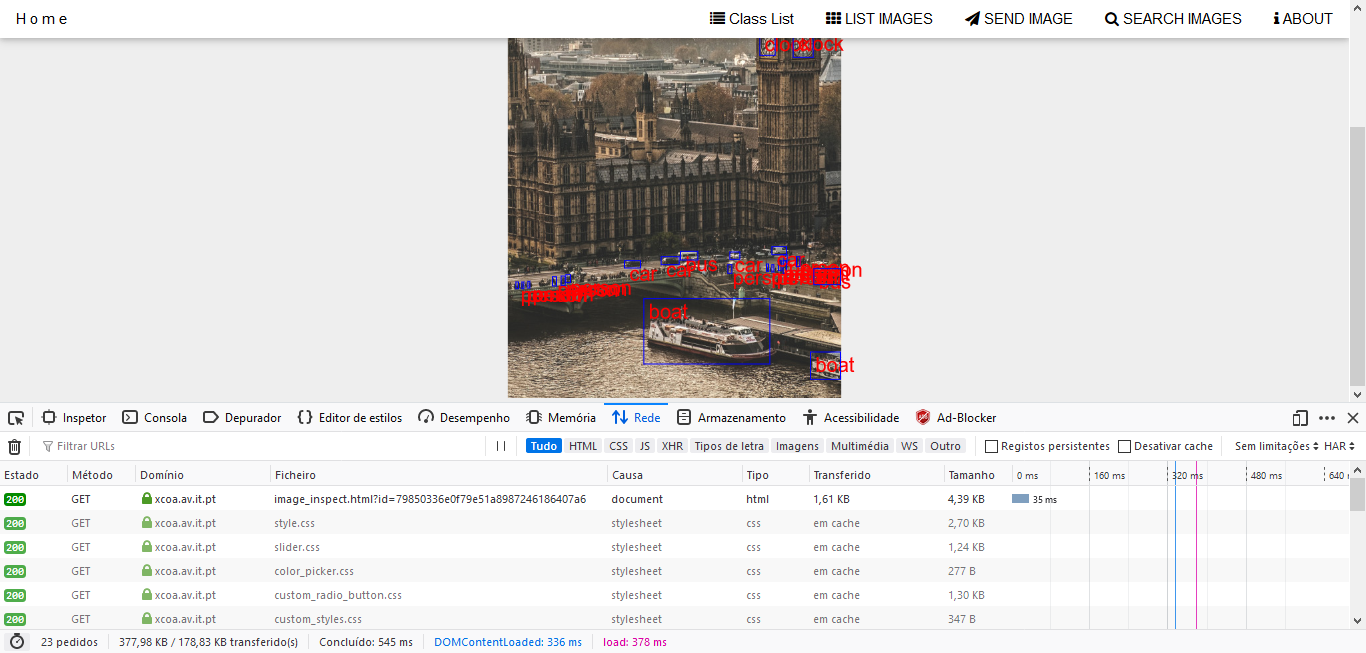 Home Class List LIST IMAGES SEND IMAGE SEARCH IMAGES ABOUT
clock clock
car car bus car
person
boat
boat
Inspetor Consola Depurador Editor de estilos Desempenho Memória Rede Armazenamento Acessibilidade Ad-Blocker
Filtrar URLs Tudo HTML CSS JS XHR Tipos de letra Imagens Multimédia WS Outro Registos persistentes Desativar cache Sem limitações HAR
Estado Método Domínio Ficheiro Causa Tipo Transferido Tamanho 0 ms 160 ms 320 ms 480 ms 640
200 GET xcoa.av.it.pt image_inspect.html?id=79850336e0f79e51a8987246186407a6 document html 1,61 KB 4,39 KB 35 ms
200 GET xcoa.av.it.pt style.css stylesheet css em cache 2,70 KB
200 GET xcoa.av.it.pt slider.css stylesheet css em cache 1,24 KB
200 GET xcoa.av.it.pt color_picker.css stylesheet css em cache 277 B
200 GET xcoa.av.it.pt custom_radio_button.css stylesheet css em cache 1,30 KB
200 GET xcoa.av.it.pt custom_styles.css stylesheet css em cache 347 B
23 pedidos 377,98 KB / 178,83 KB transferido(s) Concluído: 545 ms DOMContentLoaded: 336 ms load: 378 ms